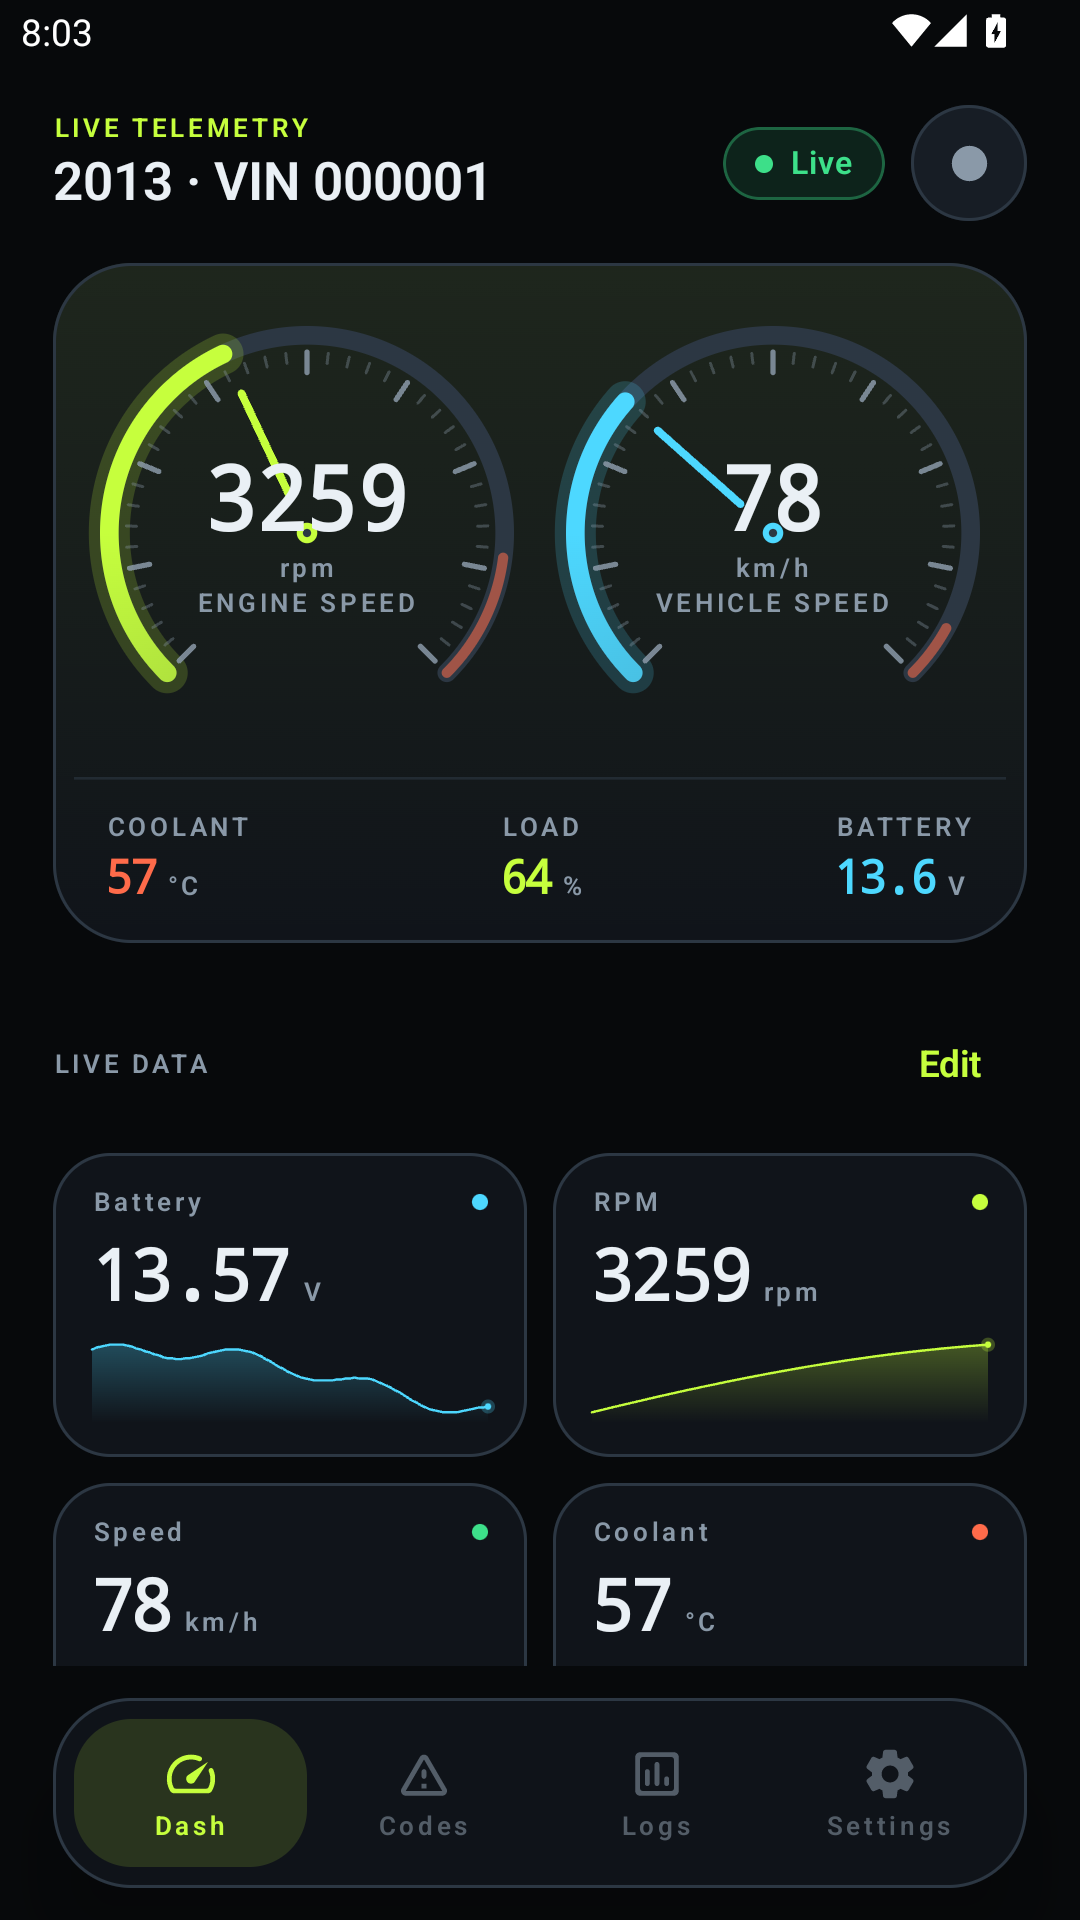 8:03
LIVE TELEMETRY
2013 · VIN 000001
Live
3259
rpm
ENGINE SPEED
78
km/h
VEHICLE SPEED
COOLANT
57 °C
LOAD
64 %
BATTERY
13.6 V
LIVE DATA
Edit
Battery
13.57 V
RPM
3259 rpm
Speed
78 km/h
Coolant
57 °C
Dash
Codes
Logs
Settings